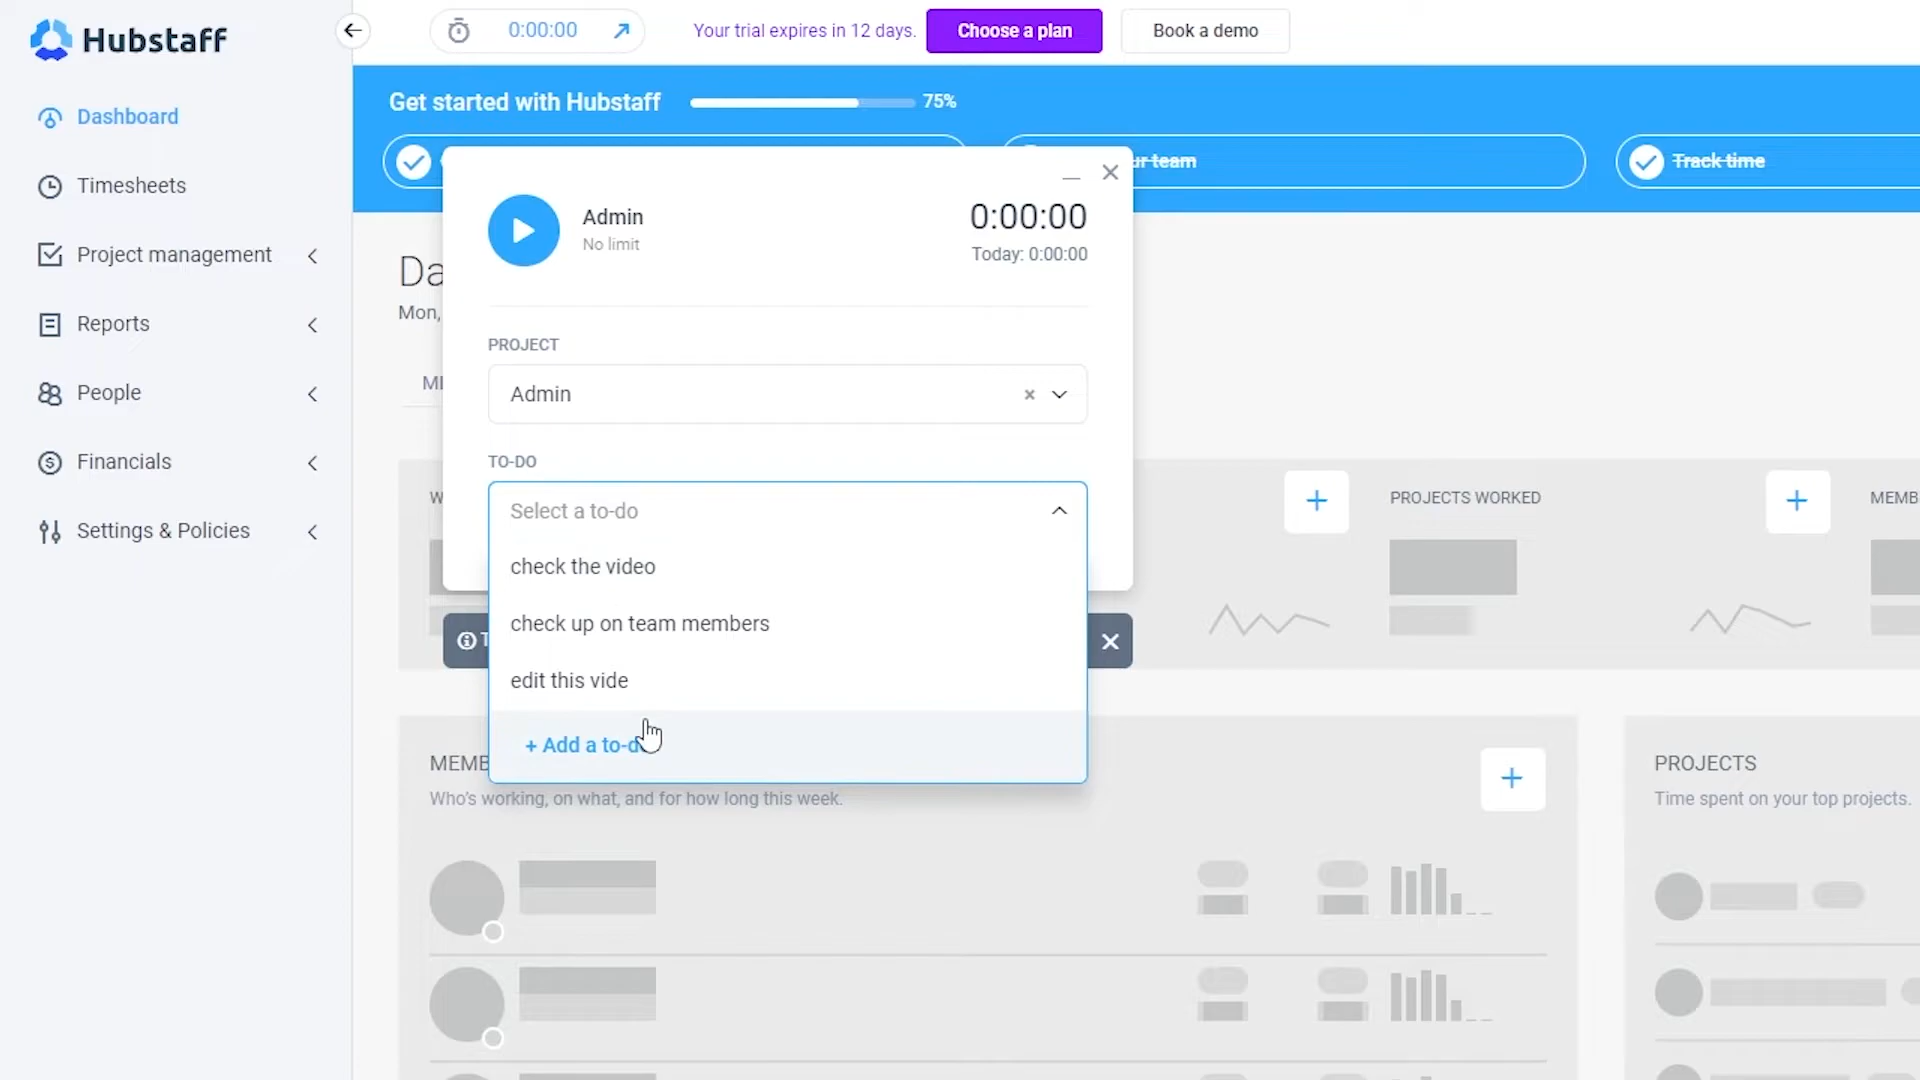 Hubstaff
0:00:00
Your trial expires in 12 days.
Choose a plan
Book a demo
Dashboard
Timesheets
Project management
Reports
People
Financials
Settings & Policies
Get started with Hubstaff
75%
Track time
team
Admin
No limit
0:00:00
Today: 0:00:00
Mon,
PROJECT
Admin
TO-DO
Select a to-do
check the video
check up on team members
edit this vide
+ Add a to-do
PROJECTS WORKED
MEMB
MEMB
Who's working, on what, and for how long this week.
PROJECTS
Time spent on your top projects.